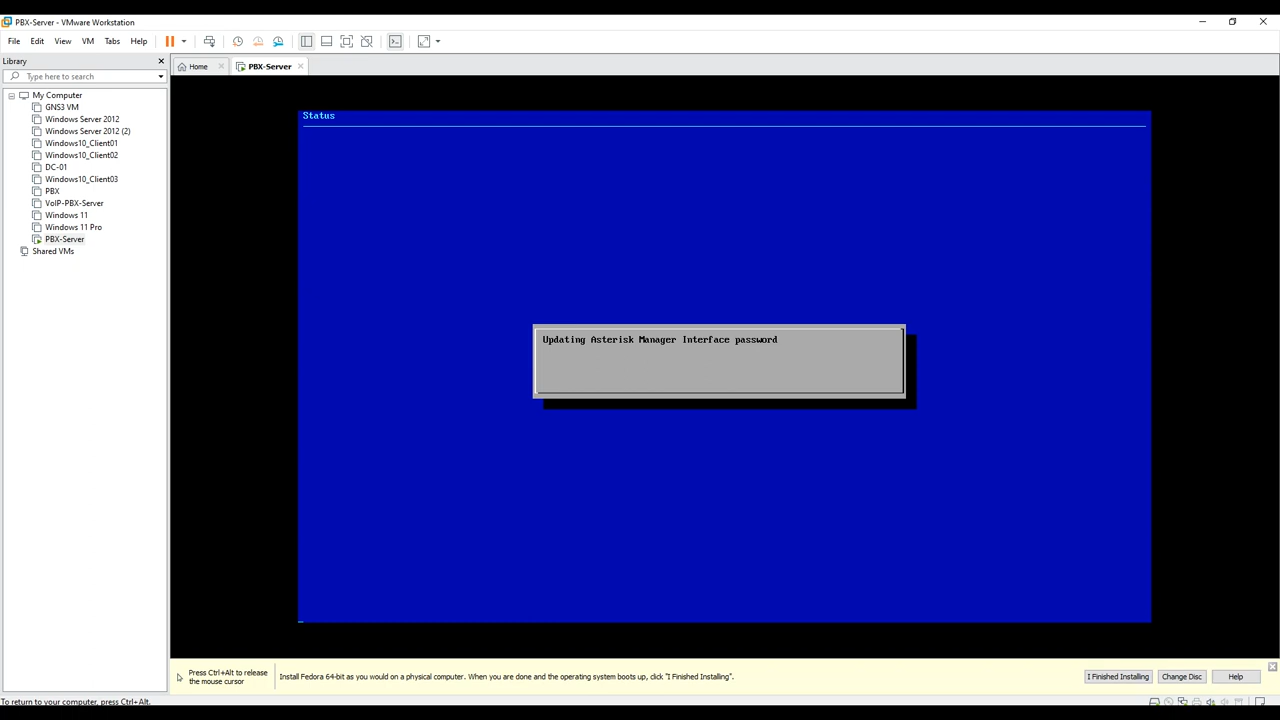 PBX-Server - VMware Workstation
File Edit View VM Tabs Help
Library
Type here to search
Home
PBX-Server
My Computer
GNS3 VM
Windows Server 2012
Windows Server 2012 (2)
Windows10_Client01
Windows10_Client02
DC-01
Windows10_Client03
PBX
VoIP-PBX-Server
Windows 11
Windows 11 Pro
PBX-Server
Shared VMs
Status
Updating Asterisk Manager Interface password
Press Ctrl+Alt to release
the mouse cursor
Install Fedora 64-bit as you would on a physical computer. When you are done and the operating system boots up, click "I Finished Installing".
I Finished Installing
Change Disc
Help
To return to your computer, press Ctrl+Alt.